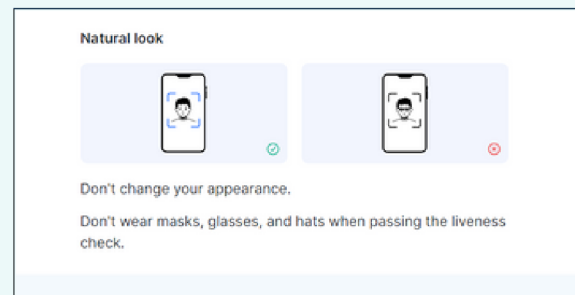 Natural look
Don't change your appearance.
Don't wear masks, glasses, and hats when passing the liveness
check.